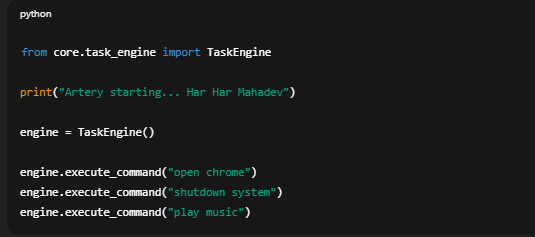 python
from core.task_engine import TaskEngine
print("Artery starting... Har Har Mahadev")
engine = TaskEngine()
engine.execute_command("open chrome")
engine.execute_command("shutdown system")
engine.execute_command("play music")